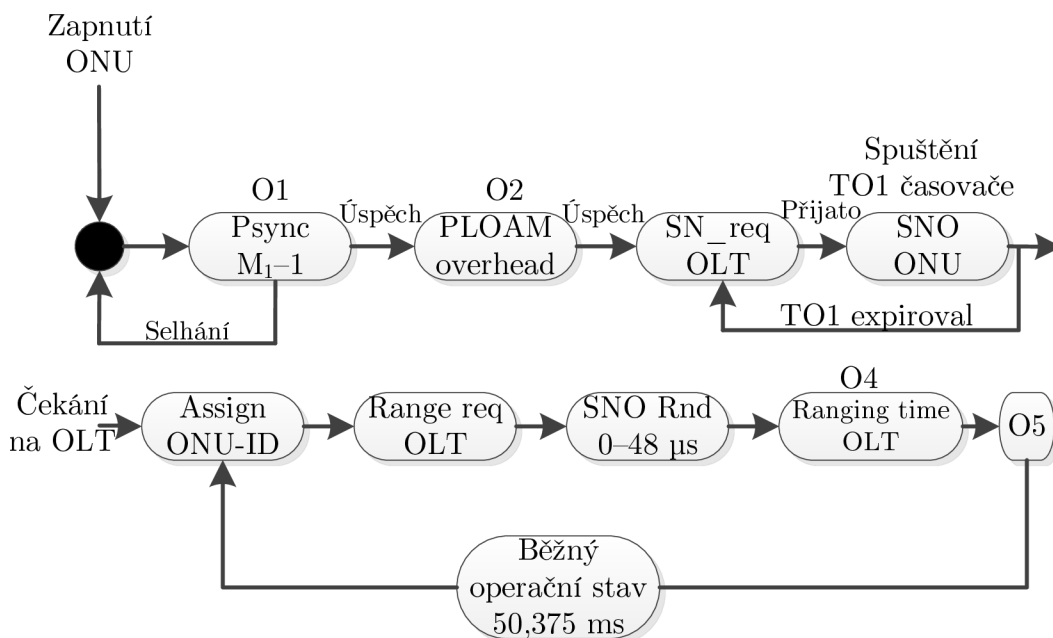 Zapnutí
ONU
O1
Psync
M₁–1
Úspěch
O2
PLOAM
overhead
Úspěch
SN_req
OLT
Spuštění
TO1 časovače
Přijato
SNO
ONU
Selhání
TO1 expiroval
Čekání
na OLT
Assign
ONU-ID
Range req
OLT
SNO Rnd
0–48 µs
O4
Ranging time
OLT
O5
Běžný
operační stav
50,375 ms